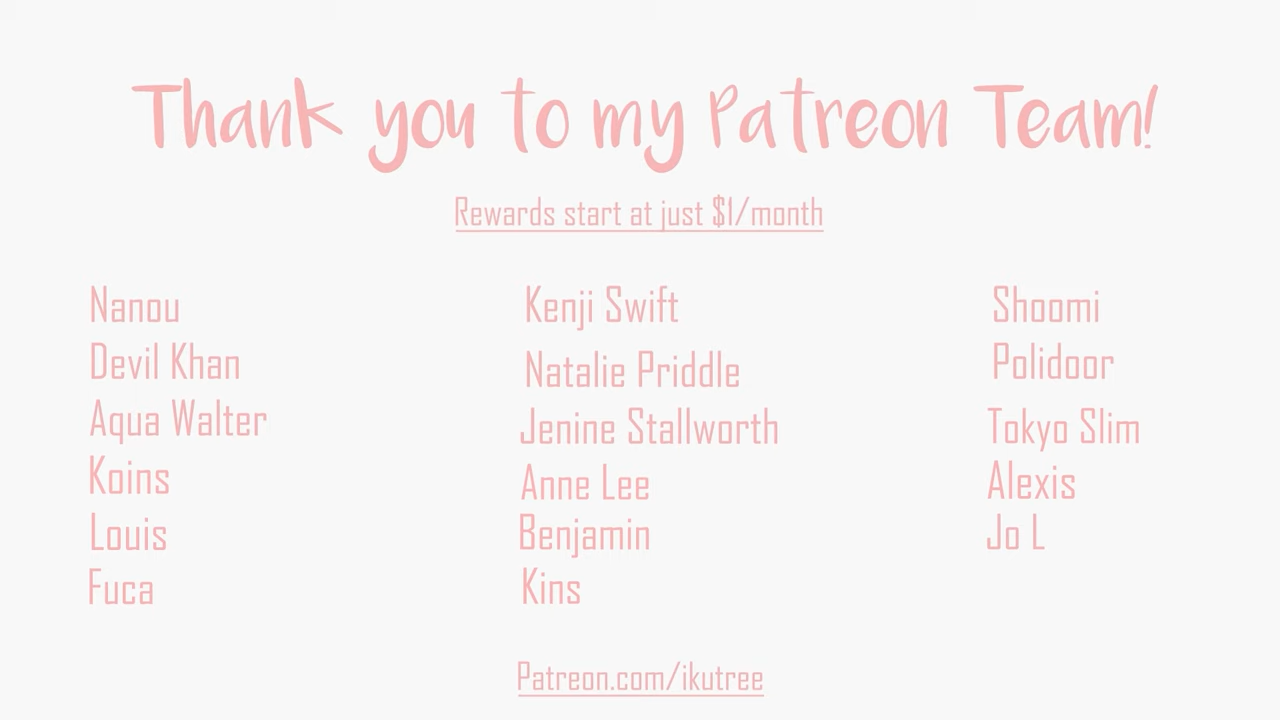 Thank you to my Patreon Team!
Rewards start at just $1/month
Nanou
Devil Khan
Aqua Walter
Koins
Louis
Fuca
Kenji Swift
Natalie Priddle
Jenine Stallworth
Anne Lee
Benjamin
Kins
Shoomi
Polidoor
Tokyo Slim
Alexis
Jo L
Patreon.com/ikutree